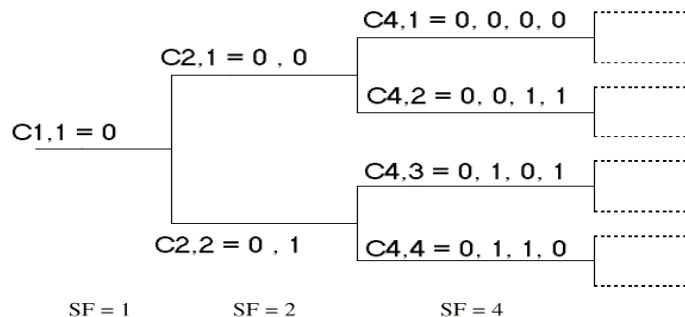 C4,1 = 0, 0, 0, 0
C2,1 = 0 , 0
C4,2 = 0, 0, 1, 1
C1,1 = 0
C4,3 = 0, 1, 0, 1
C2,2 = 0 , 1
C4,4 = 0, 1, 1, 0
SF = 1 SF = 2 SF = 4